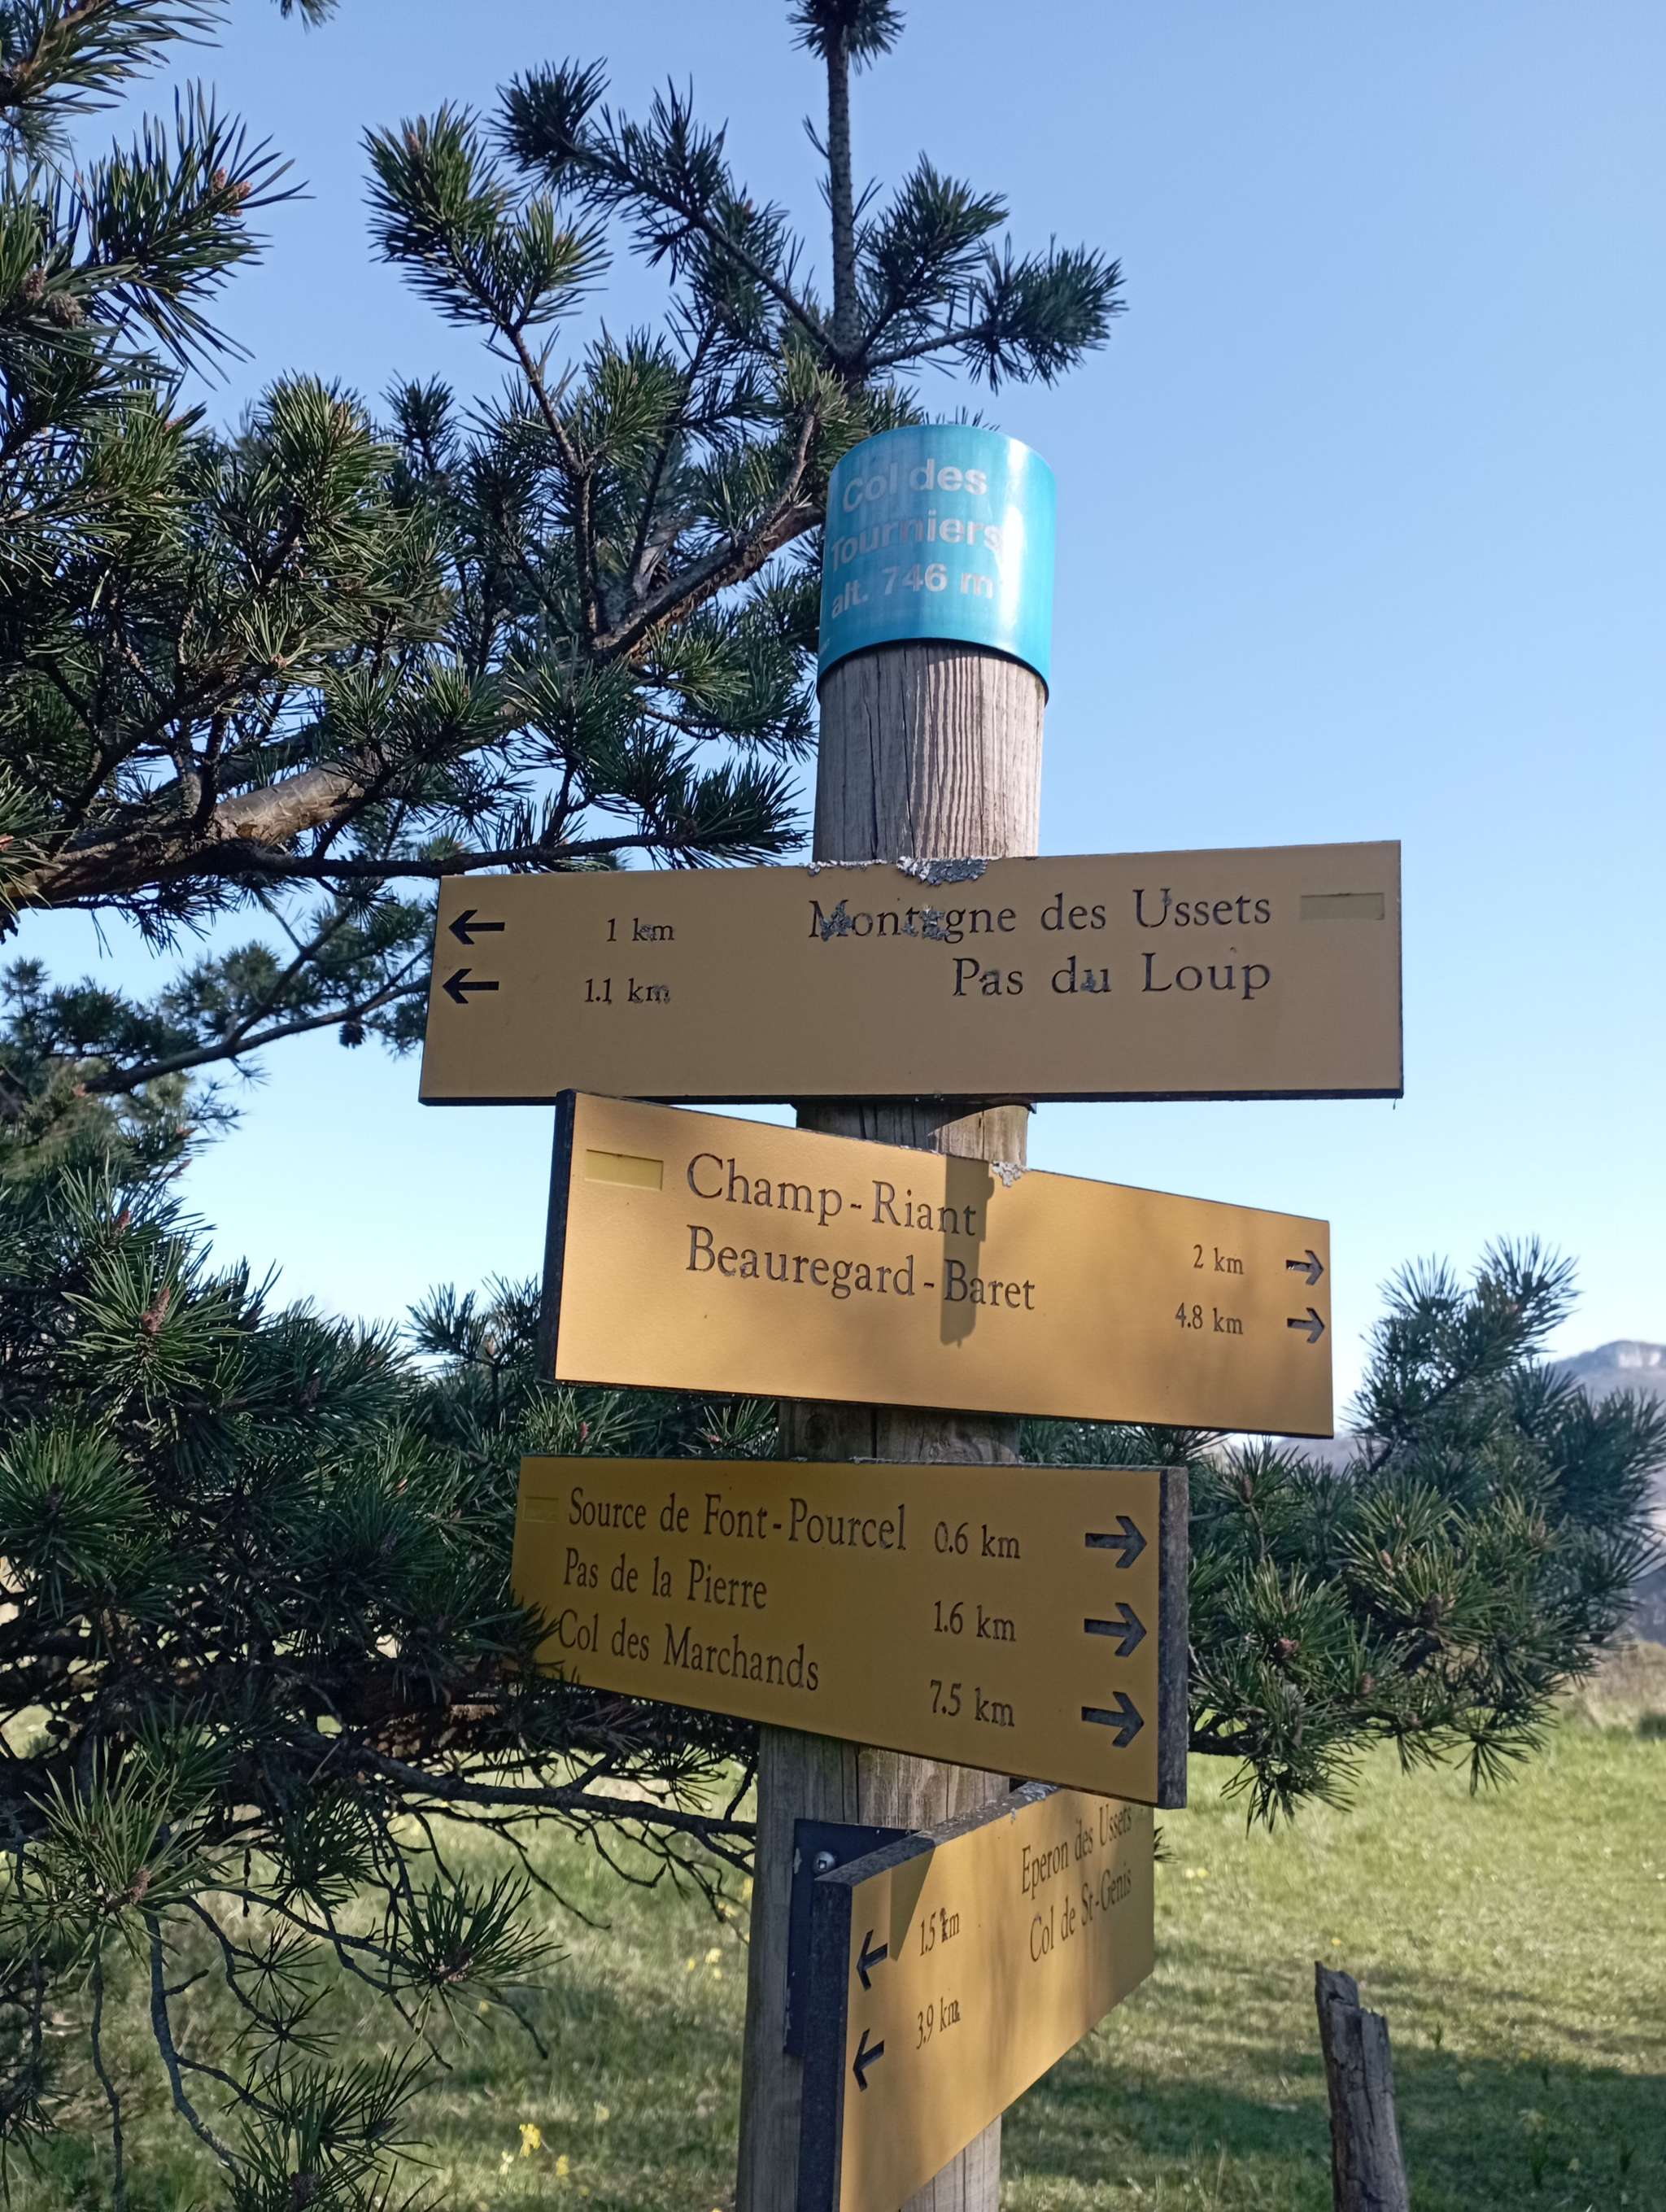 Col des
Tourniers
alt. 746 m
← 1 km Montagne des Ussets
← 1.1 km Pas du Loup
Champ-Riant 2 km →
Beauregard-Baret 4.8 km →
Source de Font-Pourcel 0.6 km →
Pas de la Pierre 1.6 km →
Col des Marchands 7.5 km →
← 1.5 km Eperon des Ussets
← 3.9 km Col de St-Genis